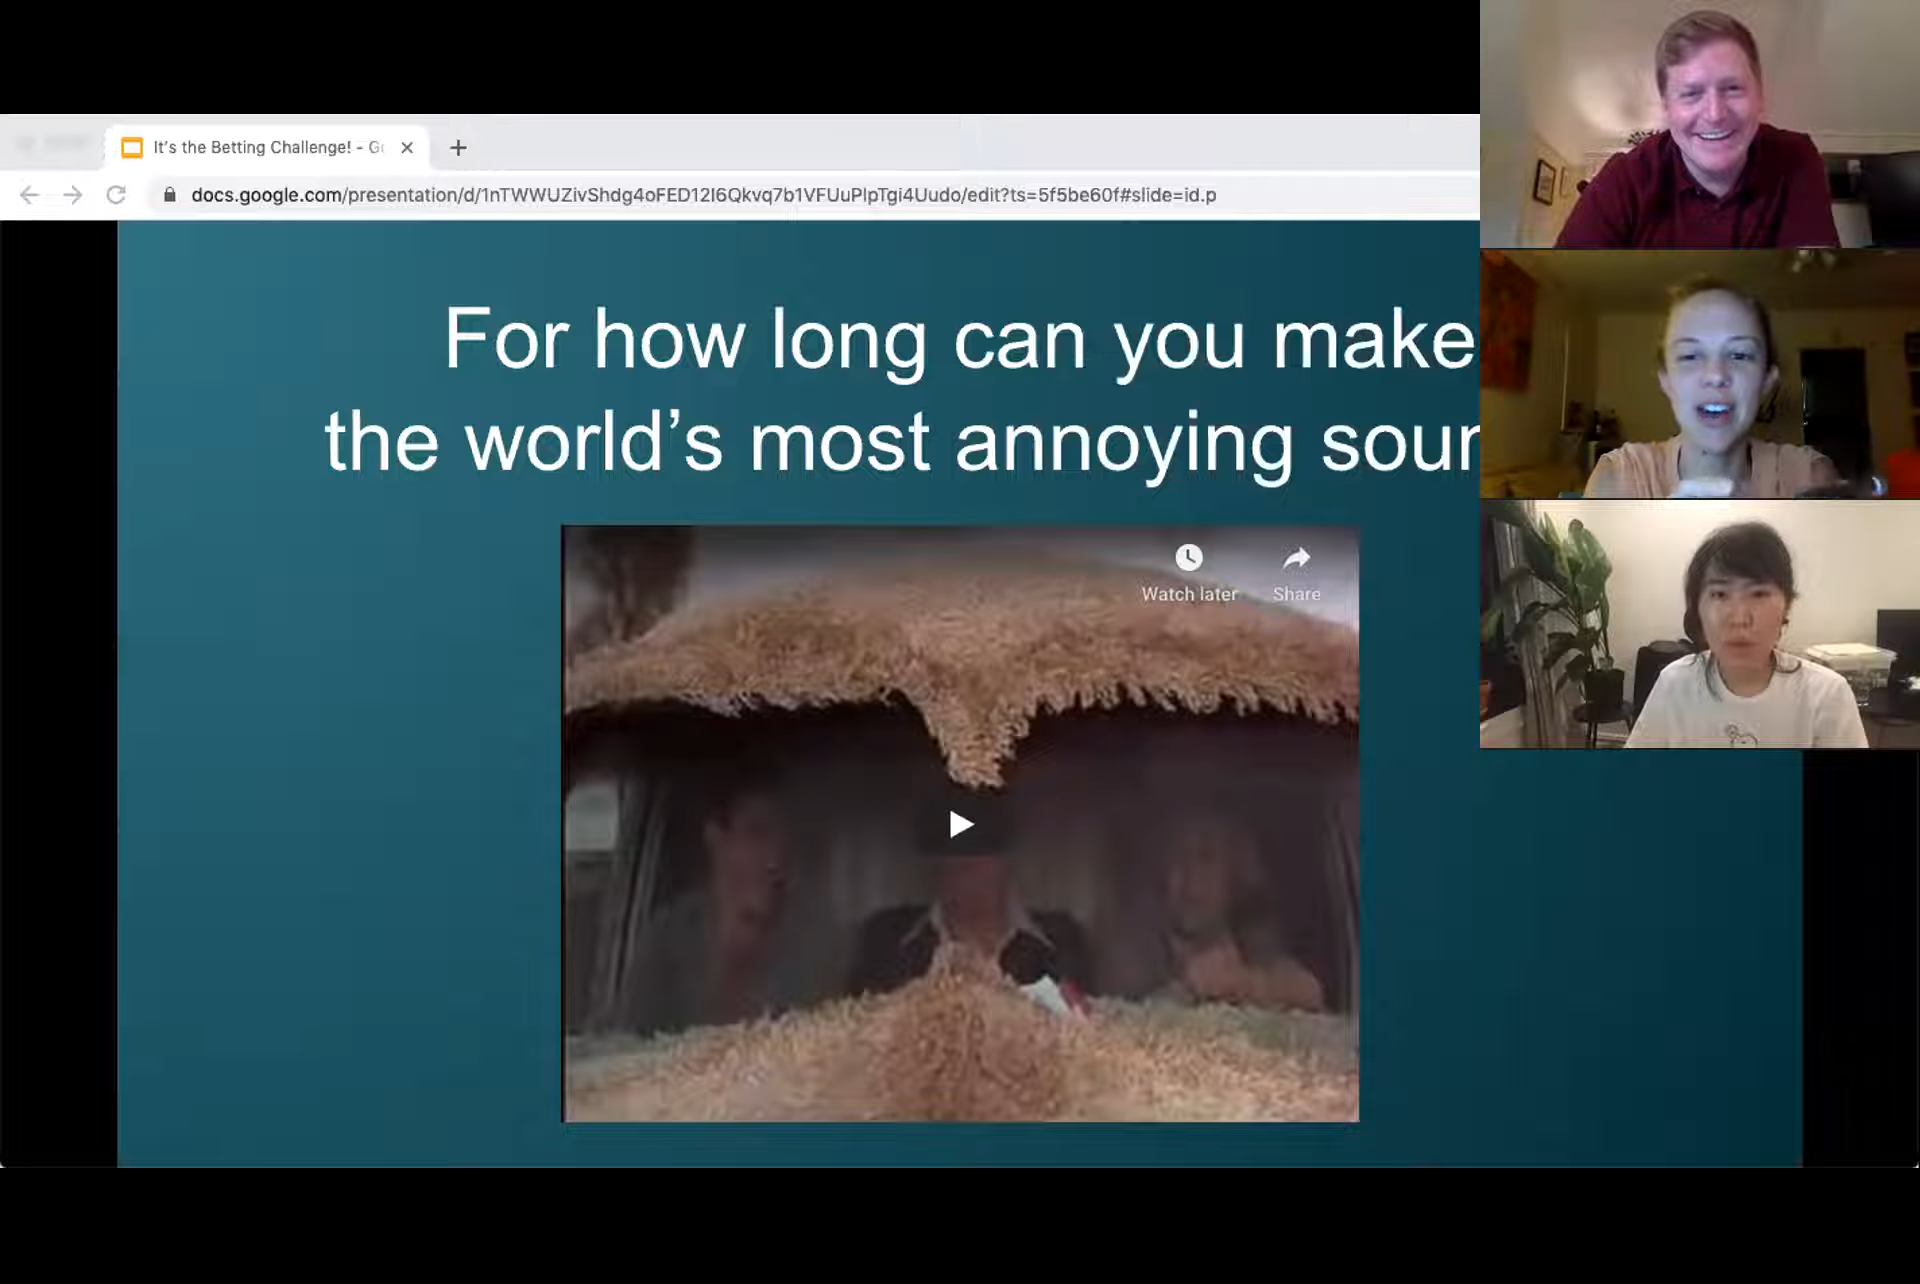 It's the Betting Challenge! - G
docs.google.com/presentation/d/1nTWWUZivShdg4oFED12I6Qkvq7b1VFUuPlpTgi4Uudo/edit?ts=5f5be60f#slide=id.p
For how long can you make
the world's most annoying soun
Watch later
Share